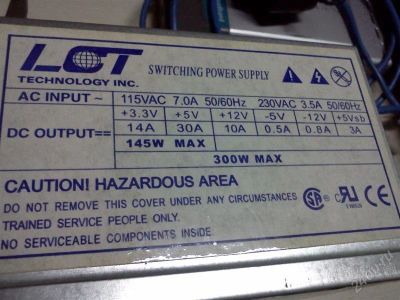 LCT
TECHNOLOGY INC.
SWITCHING POWER SUPPLY
AC INPUT ~ 115VAC 7.0A 50/60Hz 230VAC 3.5A 50/60Hz
DC OUTPUT== +3.3V +5V +12V -5V -12V +5Vsb
14A 30A 10A 0.5A 0.8A 3A
145W MAX
300W MAX
CAUTION! HAZARDOUS AREA
DO NOT REMOVE THIS COVER UNDER ANY CIRCUMSTANCES
TRAINED SERVICE PEOPLE ONLY.
NO SERVICEABLE COMPONENTS INSIDE